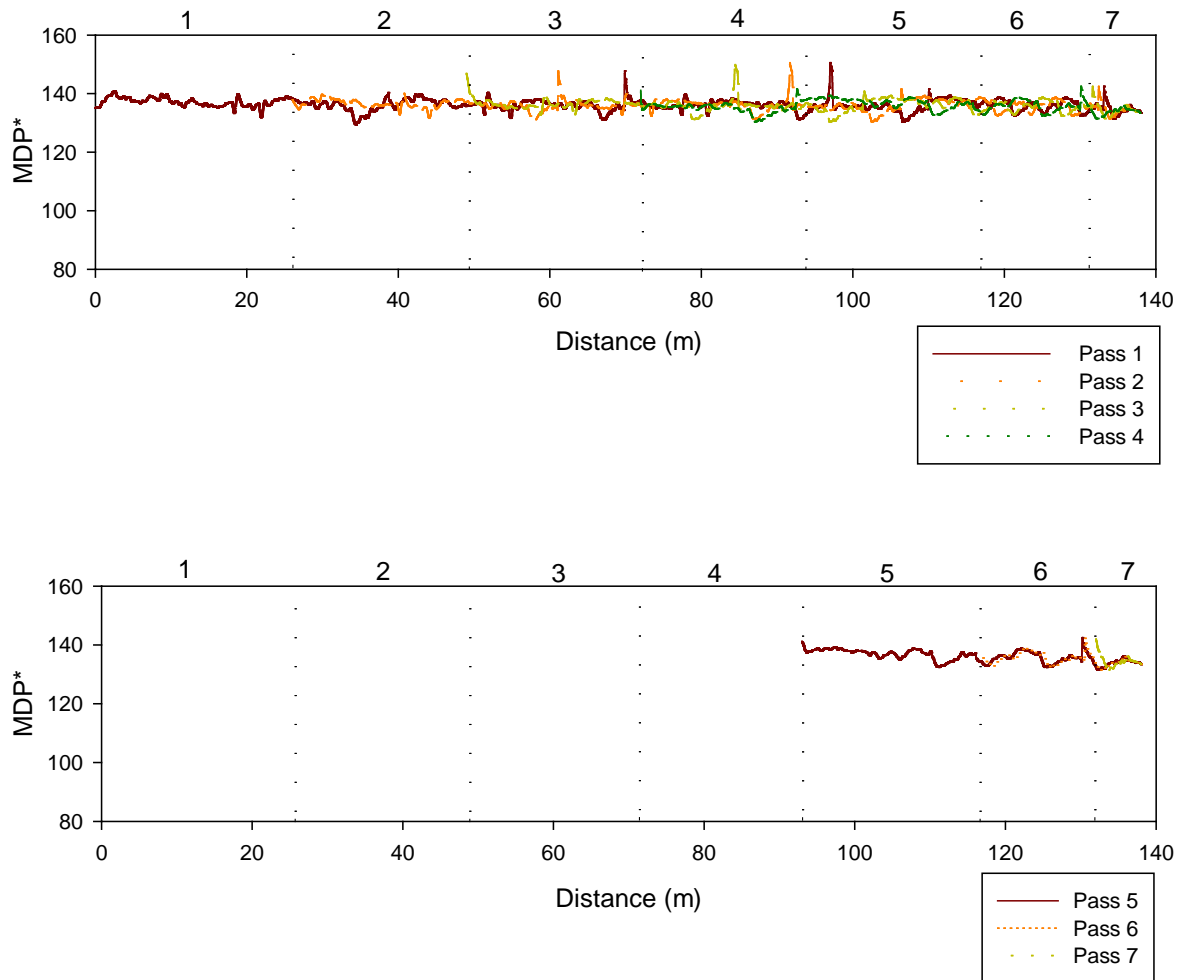 1 2 3 4 5 6 7
160
140
120
100
80
MDP*
0 20 40 60 80 100 120 140
Distance (m)
Pass 1
Pass 2
Pass 3
Pass 4
1 2 3 4 5 6 7
160
140
120
100
80
MDP*
0 20 40 60 80 100 120 140
Distance (m)
Pass 5
Pass 6
Pass 7